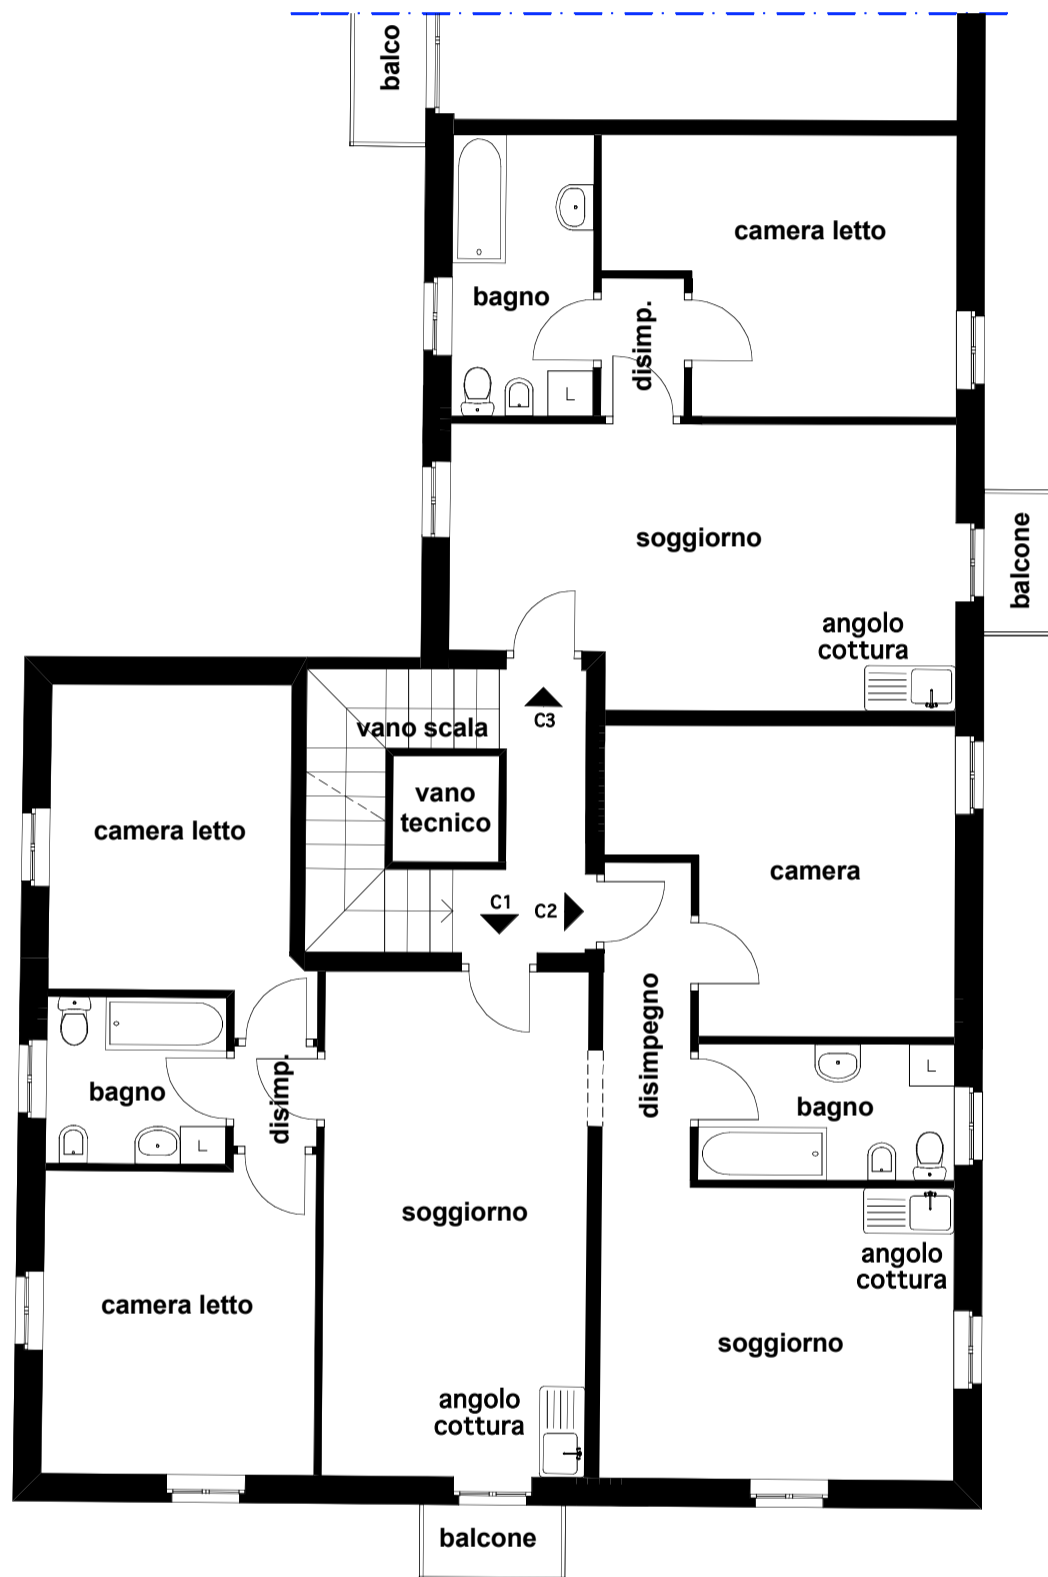 balco
camera letto
bagno
disimp.
L
soggiorno
balcone
angolo
cottura
C3
vano scala
vano
tecnico
camera letto
camera
C1
C2
disimpegno
bagno
L
disimp.
L
bagno
soggiorno
angolo
cottura
camera letto
soggiorno
angolo
cottura
balcone